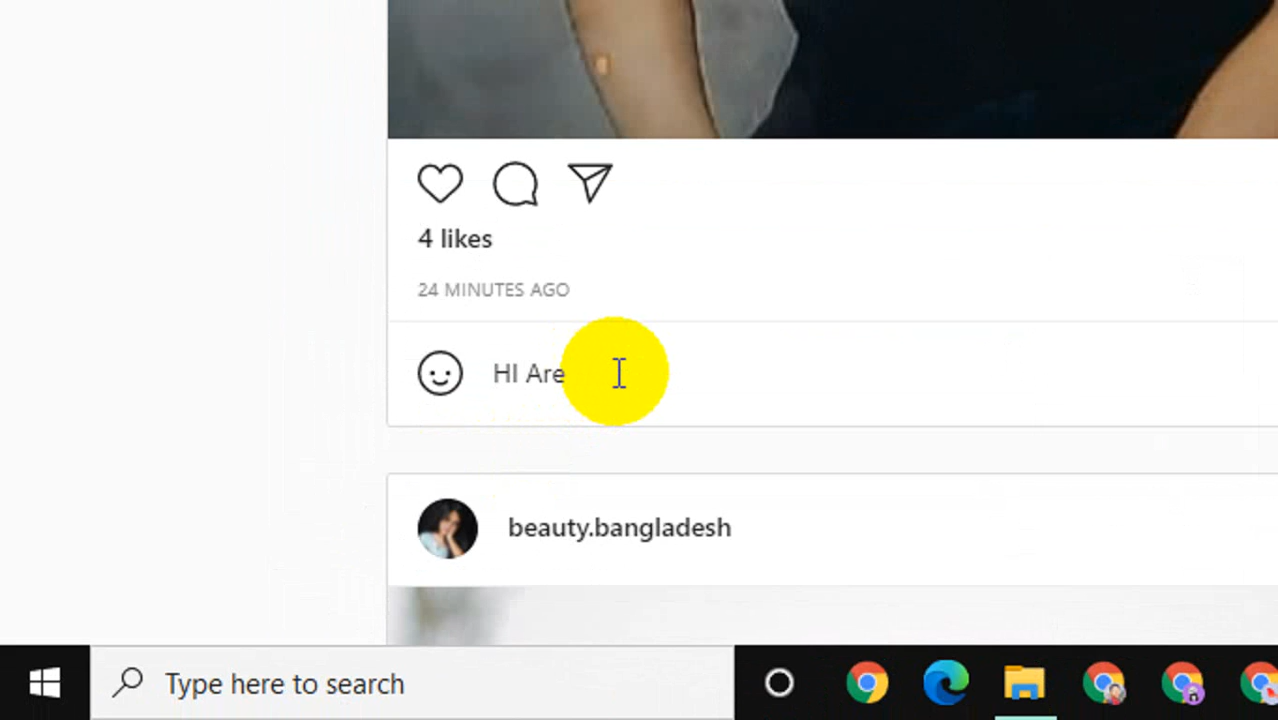 4 likes
24 MINUTES AGO
HI Are
beauty.bangladesh
Type here to search